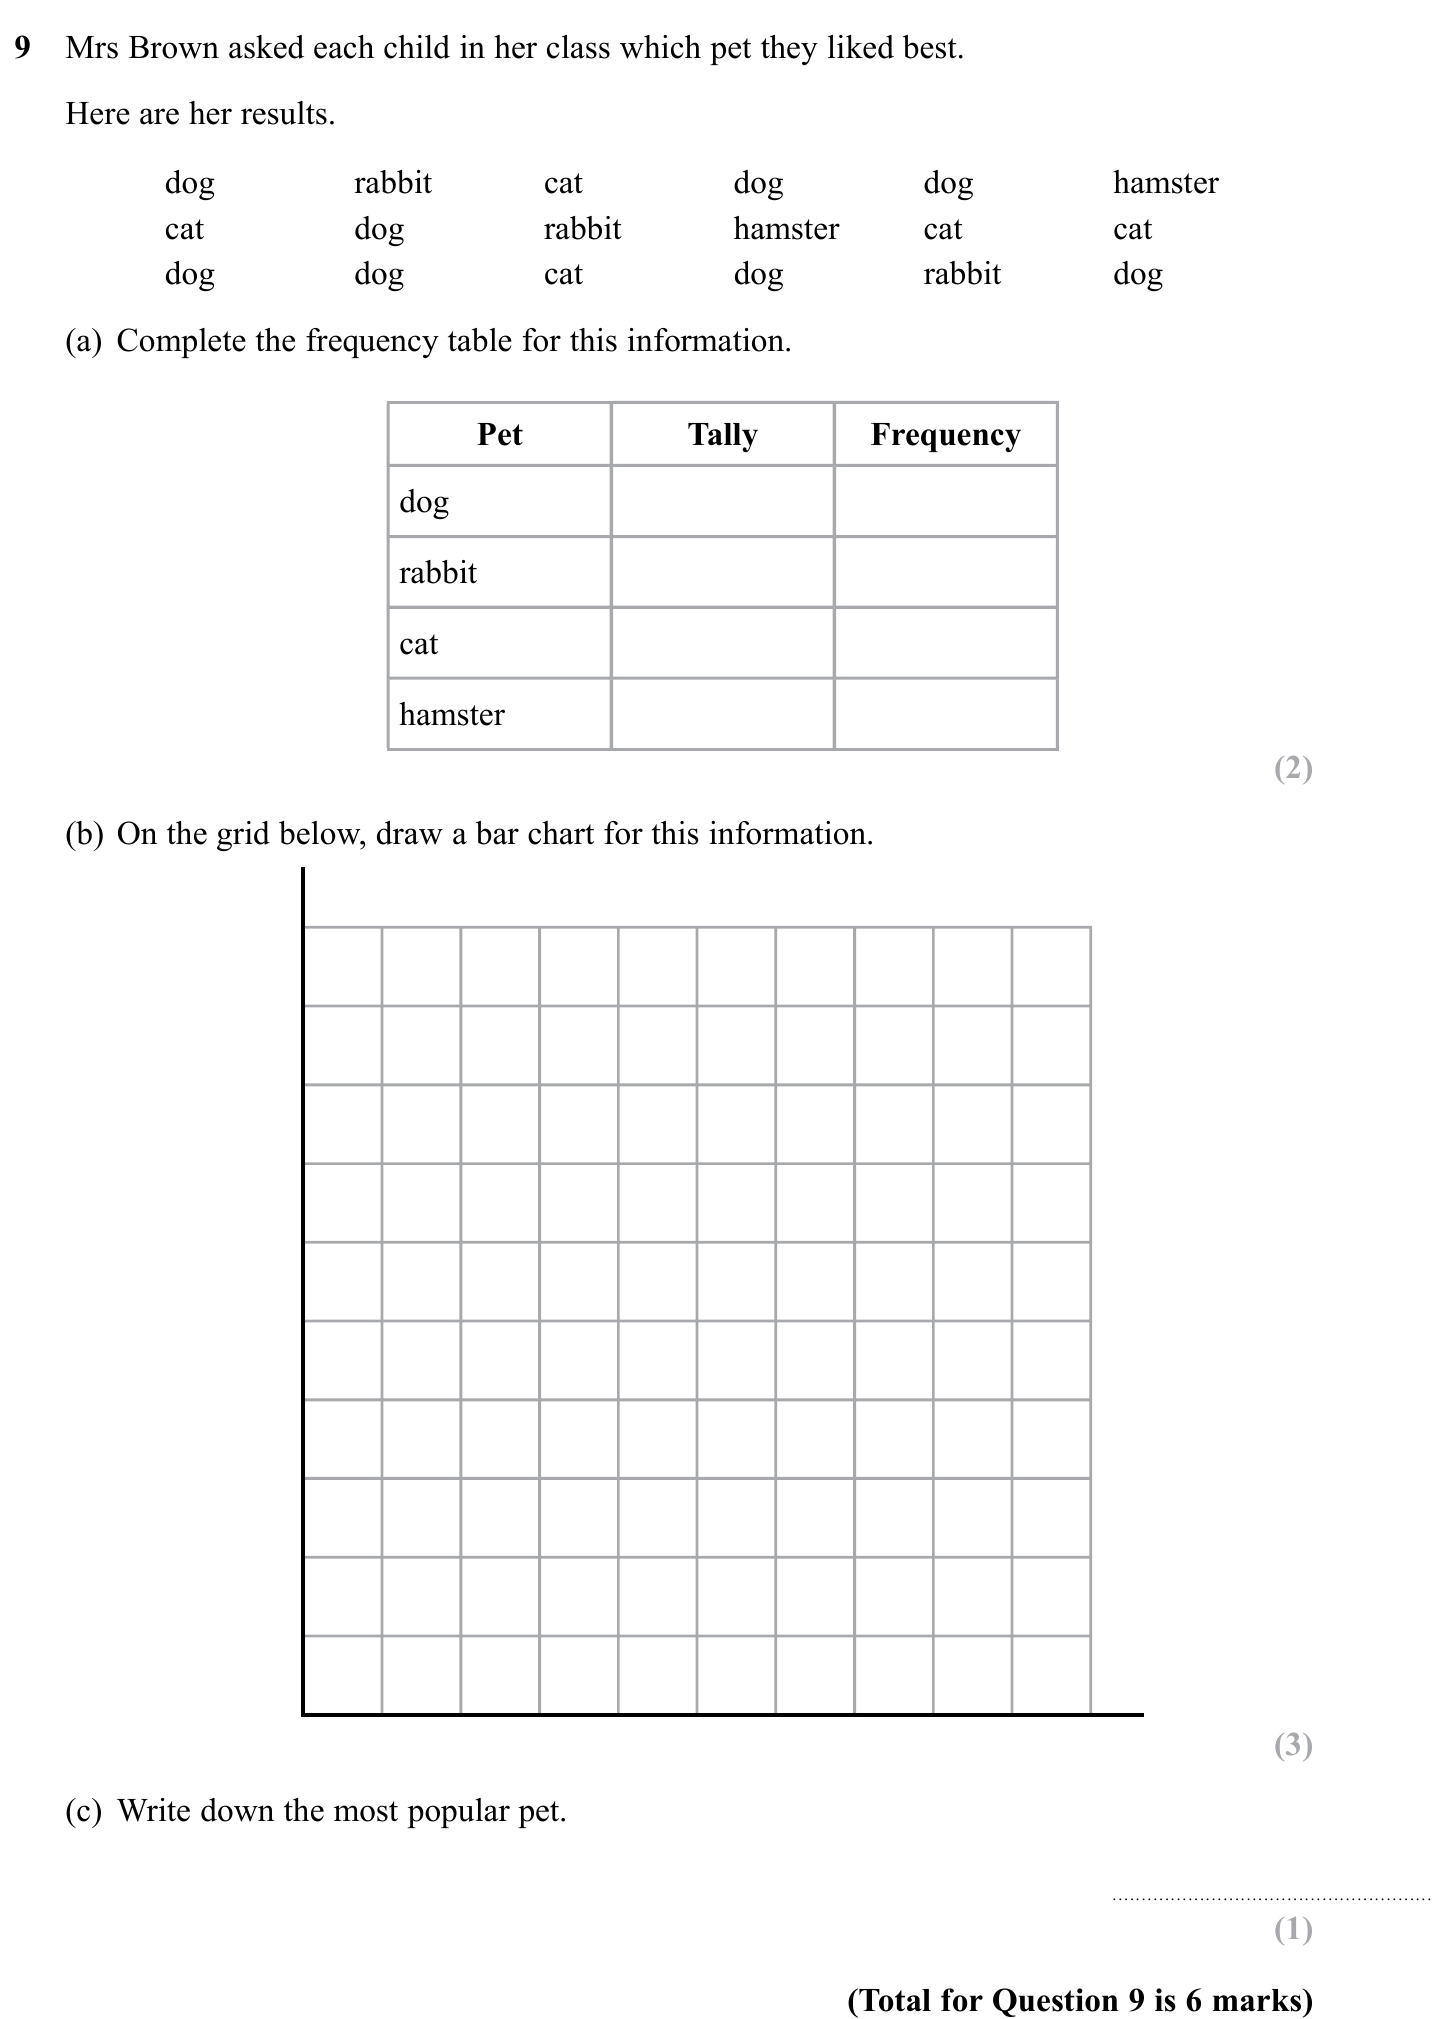 9 Mrs Brown asked each child in her class which pet they liked best.
Here are her results.
dog rabbit cat dog dog hamster
cat dog rabbit hamster cat cat
dog dog cat dog rabbit dog
(a) Complete the frequency table for this information.
Pet Tally Frequency
dog
rabbit
cat
hamster
(2)
(b) On the grid below, draw a bar chart for this information.
(3)
(c) Write down the most popular pet.
(1)
(Total for Question 9 is 6 marks)